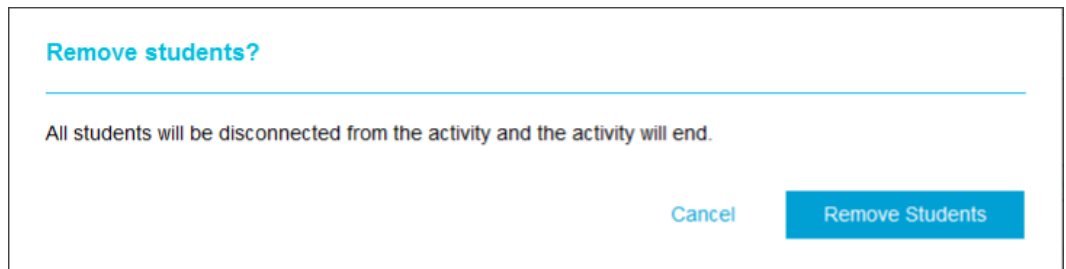 Remove students?
All students will be disconnected from the activity and the activity will end.
Cancel
Remove Students